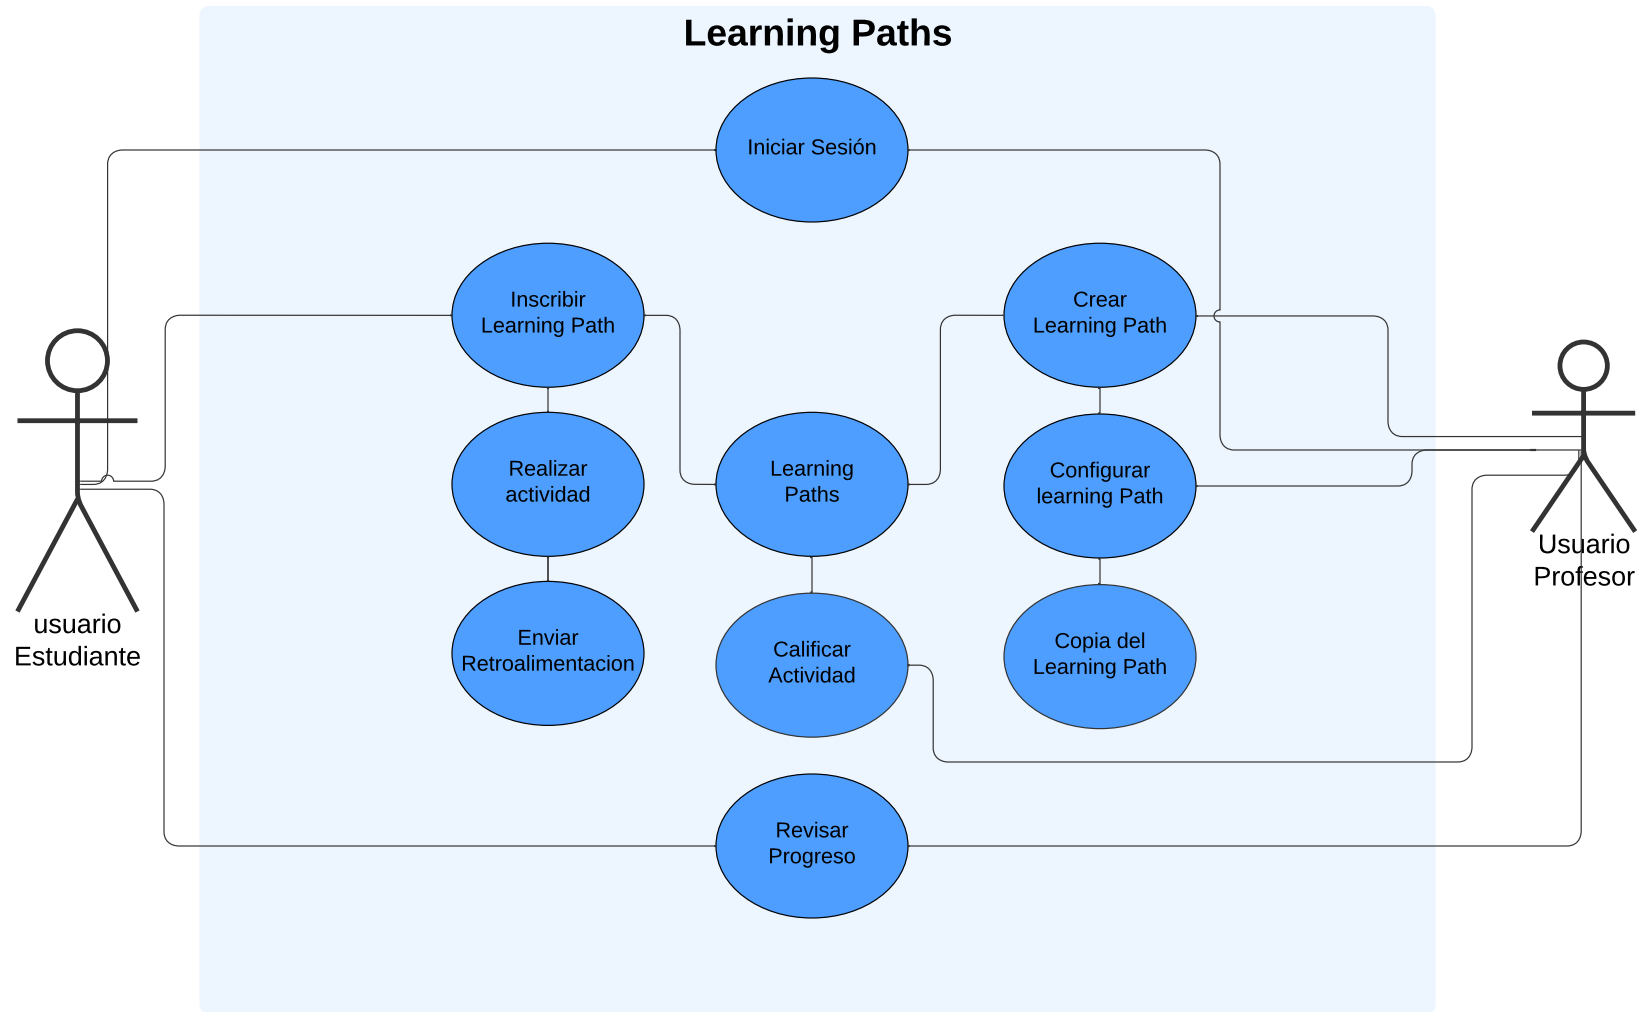 Learning Paths
Iniciar Sesión
Inscribir
Learning Path
Crear
Learning Path
Realizar
actividad
Learning
Paths
Configurar
learning Path
Usuario
Profesor
usuario
Estudiante
Enviar
Retroalimentacion
Calificar
Actividad
Copia del
Learning Path
Revisar
Progreso